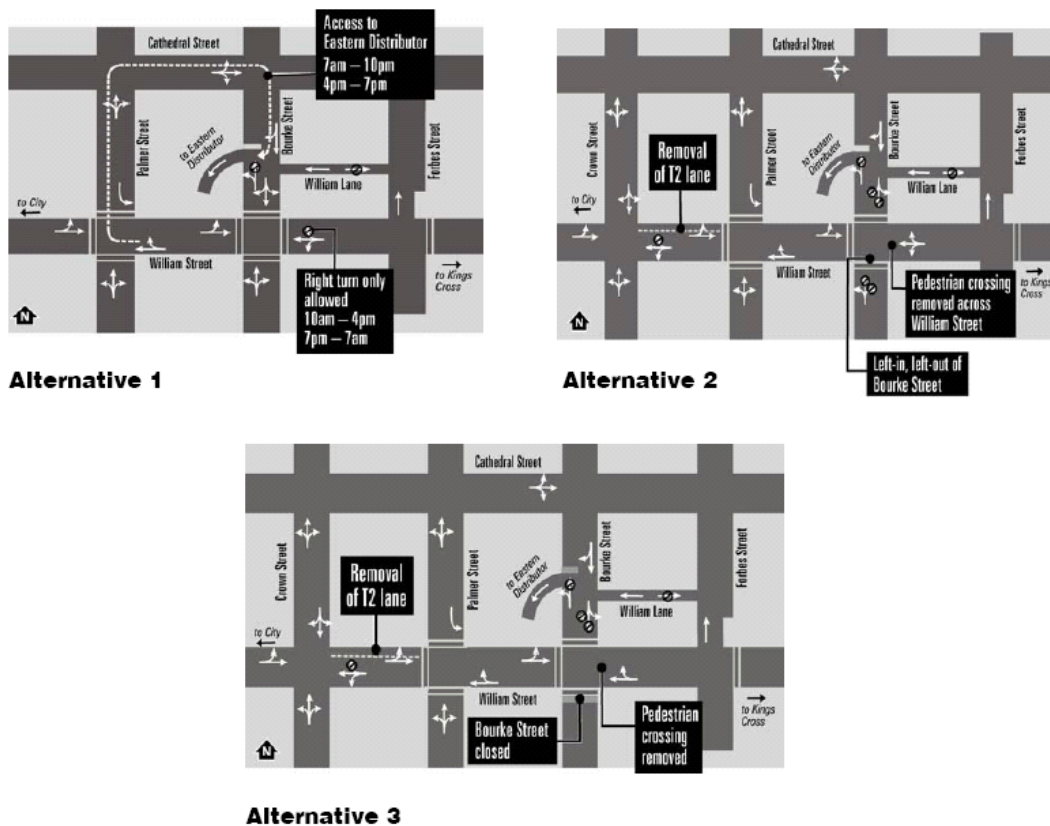 Cathedral Street
Access to
Eastern Distributor
7am – 10pm
4pm – 7pm
Palmer Street
to Eastern
Distributor
Bourke Street
Forbes Street
William Lane
to City
William Street
to Kings
Cross
Right turn only
allowed
10am – 4pm
7pm – 7am
N
Alternative 1
Cathedral Street
Crown Street
Removal
of T2 lane
Palmer Street
to Eastern
Distributor
Bourke Street
Forbes Street
William Lane
to City
William Street
to Kings
Cross
Pedestrian crossing
removed across
William Street
Left-in, left-out of
Bourke Street
N
Alternative 2
Cathedral Street
Crown Street
Removal
of T2 lane
Palmer Street
to Eastern
Distributor
Bourke Street
Forbes Street
William Lane
to City
William Street
to Kings
Cross
Bourke Street
closed
Pedestrian
crossing
removed
N
Alternative 3